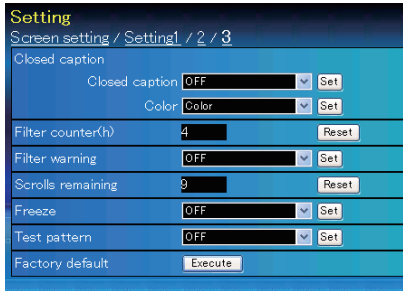 Setting
Screen setting / Setting1 / 2 / 3
Closed caption
Closed caption OFF Set
Color Color Set
Filter counter(h) 4 Reset
Filter warning OFF Set
Scrolls remaining 9 Reset
Freeze OFF Set
Test pattern OFF Set
Factory default Execute